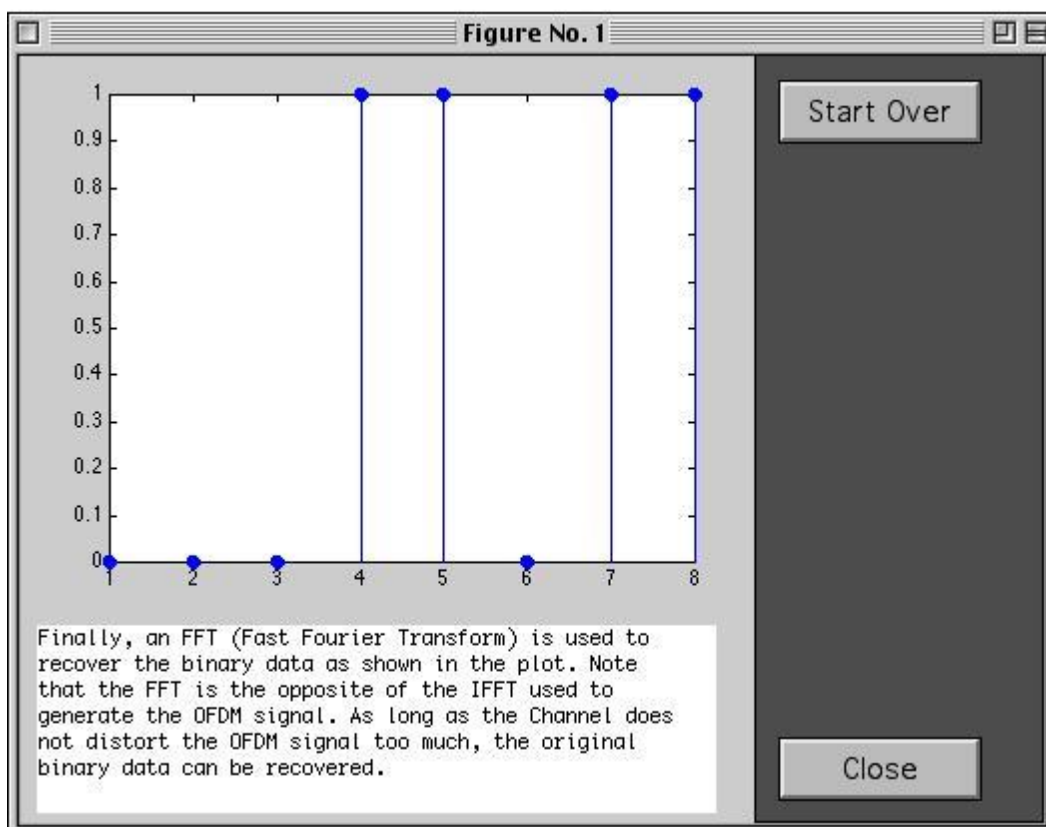 Figure No. 1
Start Over
1
0.9
0.8
0.7
0.6
0.5
0.4
0.3
0.2
0.1
0
1 2 3 4 5 6 7 8
Finally, an FFT (Fast Fourier Transform) is used to
recover the binary data as shown in the plot. Note
that the FFT is the opposite of the IFFT used to
generate the OFDM signal. As long as the Channel does
not distort the OFDM signal too much, the original
binary data can be recovered.
Close